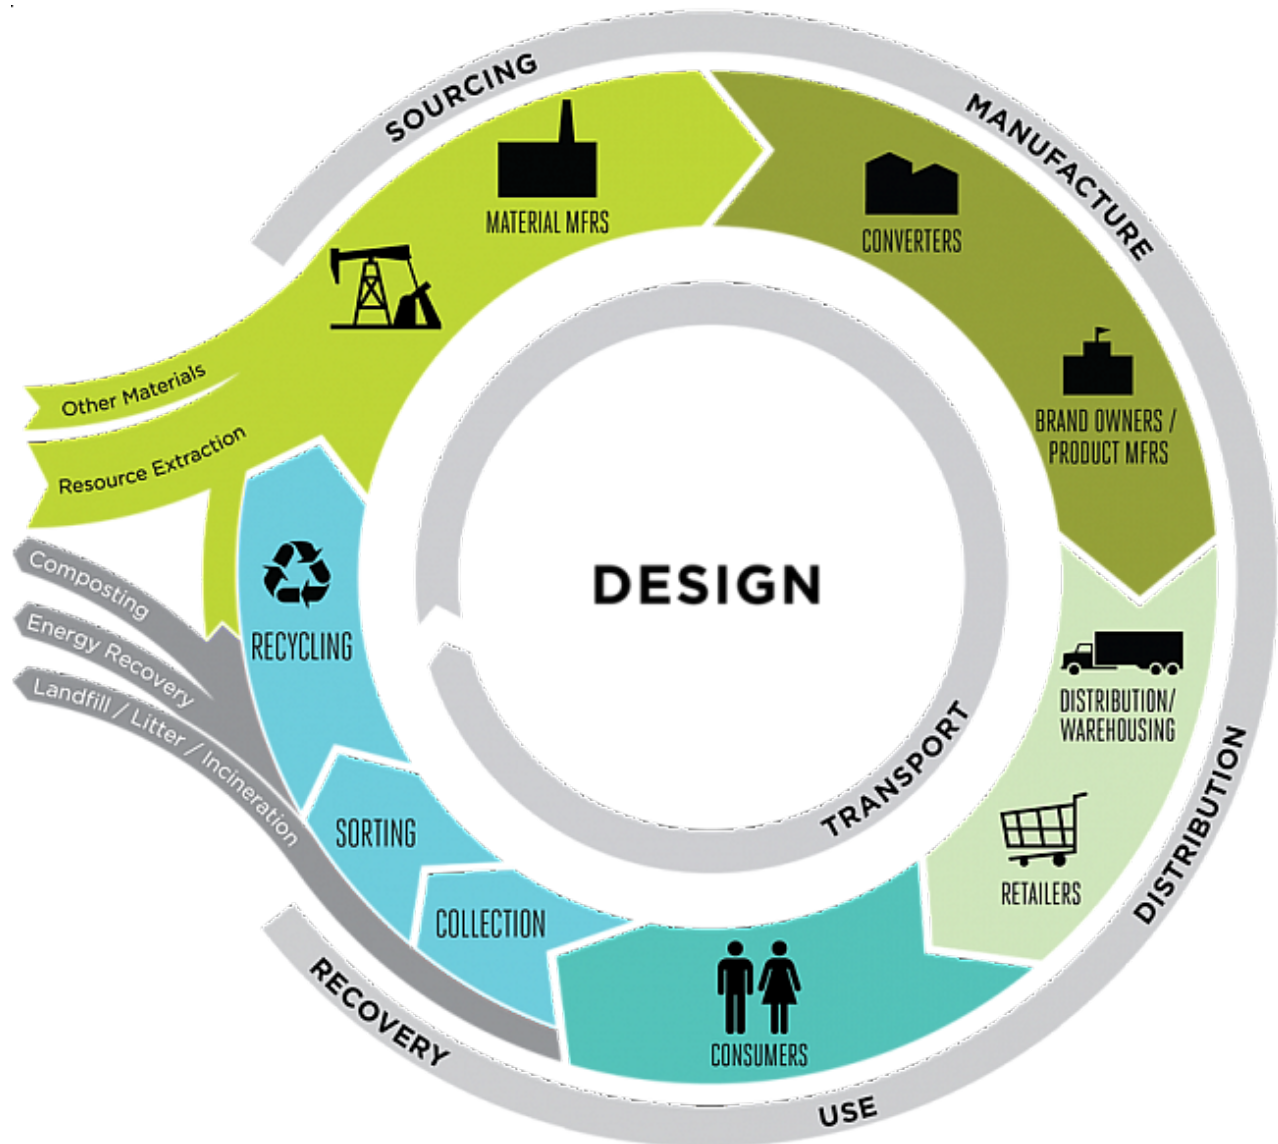 SOURCING
MANUFACTURE
MATERIAL MFRS
CONVERTERS
BRAND OWNERS /
PRODUCT MFRS
Other Materials
Resource Extraction
Composting
Energy Recovery
Landfill / Litter / Incineration
RECYCLING
DESIGN
TRANSPORT
DISTRIBUTION/
WAREHOUSING
DISTRIBUTION
RETAILERS
SORTING
COLLECTION
CONSUMERS
RECOVERY
USE